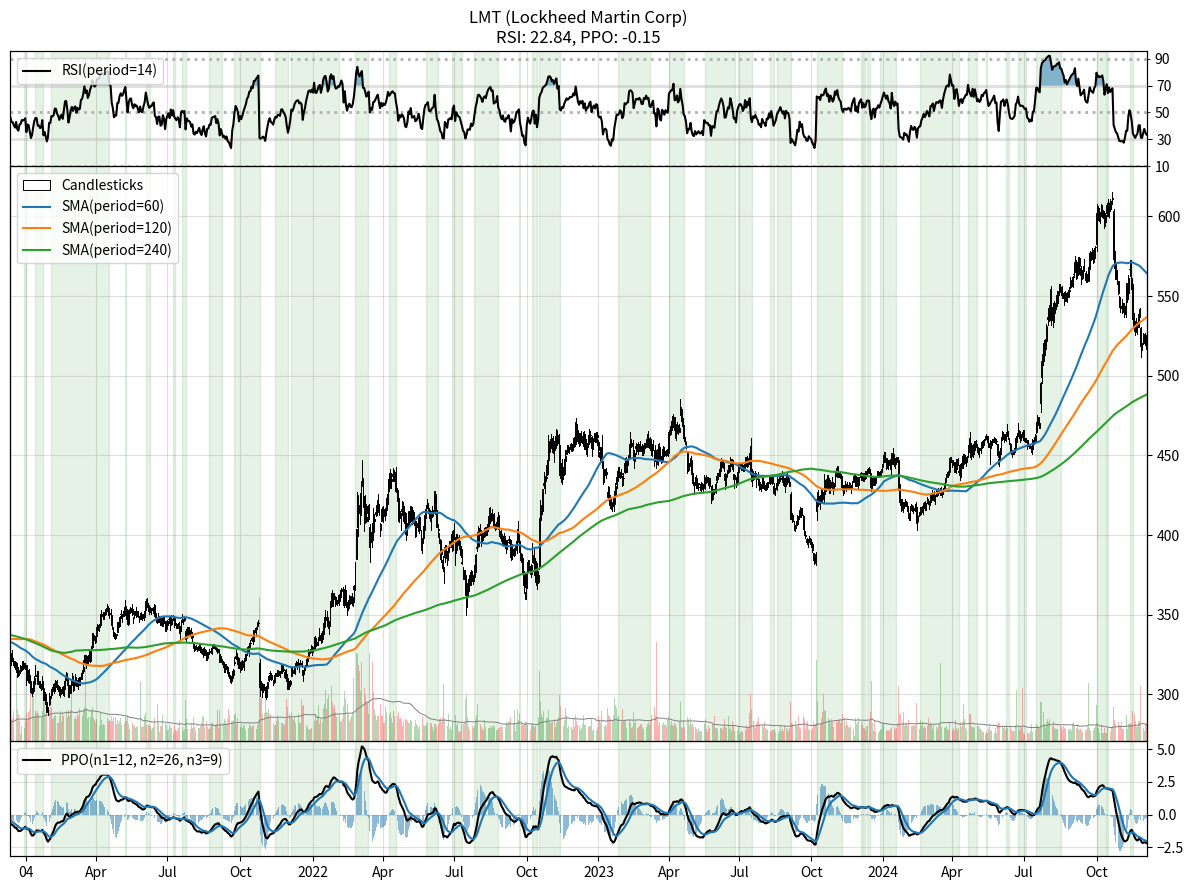 LMT (Lockheed Martin Corp)
RSI: 22.84, PPO: -0.15
RSI(period=14)
90
70
50
30
10
Candlesticks
SMA(period=60)
SMA(period=120)
SMA(period=240)
600
550
500
450
400
350
300
PPO(n1=12, n2=26, n3=9)
5.0
2.5
0.0
−2.5
04 Apr Jul Oct 2022 Apr Jul Oct 2023 Apr Jul Oct 2024 Apr Jul Oct